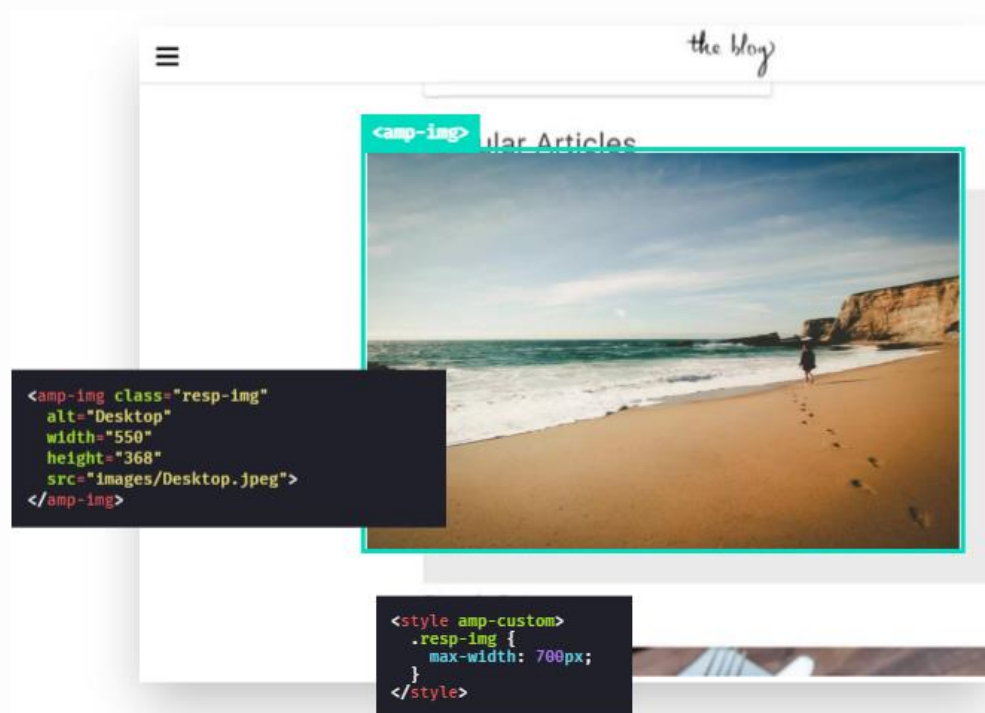 the blog
<amp-img>
ular Articles
<amp-img class="resp-img"
alt="Desktop"
width="550"
height="368"
src="images/Desktop.jpeg">
</amp-img>
<style amp-custom>
.resp-img {
max-width: 700px;
}
</style>